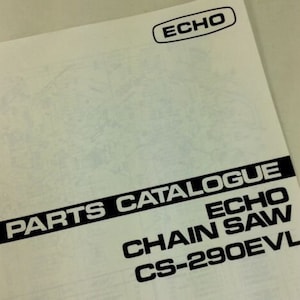 ECHO
PARTS CATALOGUE
ECHO
CHAIN SAW
CS-290EVL